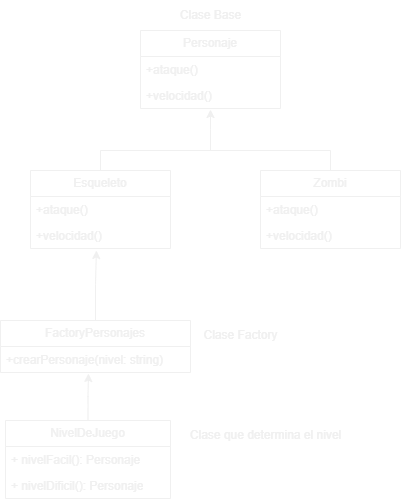 Clase Base
Personaje
+ataque()
+velocidad()
Esqueleto
+ataque()
+velocidad()
Zombi
+ataque()
+velocidad()
FactoryPersonajes
+crearPersonaje(nivel: string)
Clase Factory
NivelDeJuego
+ nivelFacil(): Personaje
+ nivelDificil(): Personaje
Clase que determina el nivel